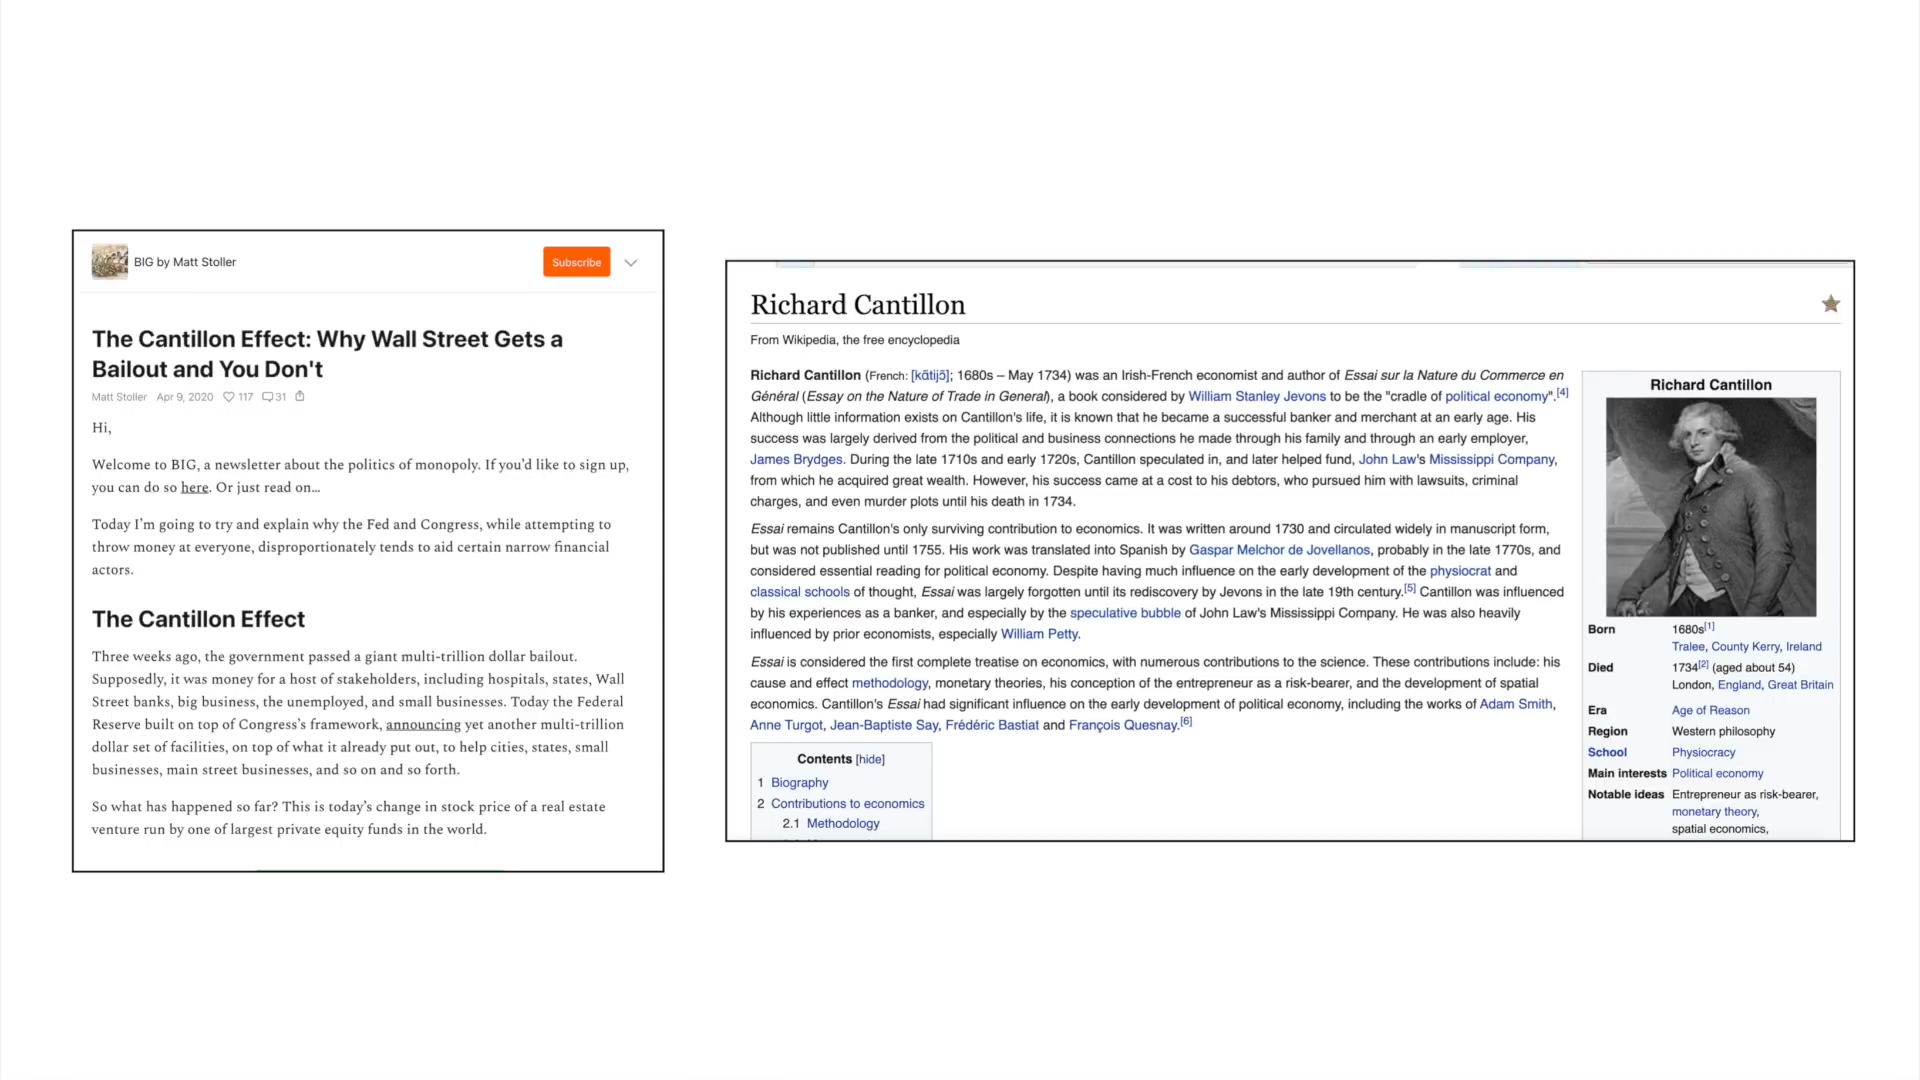 BIG by Matt Stoller
Subscribe
The Cantillon Effect: Why Wall Street Gets a
Bailout and You Don't
Matt Stoller Apr 9, 2020 117 31
Hi,
Welcome to BIG, a newsletter about the politics of monopoly. If you’d like to sign up,
you can do so here. Or just read on…
Today I’m going to try and explain why the Fed and Congress, while attempting to
throw money at everyone, disproportionately tends to aid certain narrow financial
actors.
The Cantillon Effect
Three weeks ago, the government passed a giant multi-trillion dollar bailout.
Supposedly, it was money for a host of stakeholders, including hospitals, states, Wall
Street banks, big business, the unemployed, and small businesses. Today the Federal
Reserve built on top of Congress’s framework, announcing yet another multi-trillion
dollar set of facilities, on top of what it already put out, to help cities, states, small
businesses, main street businesses, and so on and so forth.
So what has happened so far? This is today’s change in stock price of a real estate
venture run by one of largest private equity funds in the world.
Richard Cantillon
From Wikipedia, the free encyclopedia
Richard Cantillon (French: [kɑ̃tijɔ̃]; 1680s – May 1734) was an Irish-French economist and author of Essai sur la Nature du Commerce en
Général (Essay on the Nature of Trade in General), a book considered by William Stanley Jevons to be the "cradle of political economy".[4]
Although little information exists on Cantillon's life, it is known that he became a successful banker and merchant at an early age. His
success was largely derived from the political and business connections he made through his family and through an early employer,
James Brydges. During the late 1710s and early 1720s, Cantillon speculated in, and later helped fund, John Law's Mississippi Company,
from which he acquired great wealth. However, his success came at a cost to his debtors, who pursued him with lawsuits, criminal
charges, and even murder plots until his death in 1734.
Essai remains Cantillon's only surviving contribution to economics. It was written around 1730 and circulated widely in manuscript form,
but was not published until 1755. His work was translated into Spanish by Gaspar Melchor de Jovellanos, probably in the late 1770s, and
considered essential reading for political economy. Despite having much influence on the early development of the physiocrat and
classical schools of thought, Essai was largely forgotten until its rediscovery by Jevons in the late 19th century.[5] Cantillon was influenced
by his experiences as a banker, and especially by the speculative bubble of John Law's Mississippi Company. He was also heavily
influenced by prior economists, especially William Petty.
Essai is considered the first complete treatise on economics, with numerous contributions to the science. These contributions include: his
cause and effect methodology, monetary theories, his conception of the entrepreneur as a risk-bearer, and the development of spatial
economics. Cantillon's Essai had significant influence on the early development of political economy, including the works of Adam Smith,
Anne Turgot, Jean-Baptiste Say, Frédéric Bastiat and François Quesnay.[6]
Contents [hide]
1 Biography
2 Contributions to economics
2.1 Methodology
Richard Cantillon
Born 1680s[1]
Tralee, County Kerry, Ireland
Died 1734[2] (aged about 54)
London, England, Great Britain
Era Age of Reason
Region Western philosophy
School Physiocracy
Main interests Political economy
Notable ideas Entrepreneur as risk-bearer,
monetary theory,
spatial economics,